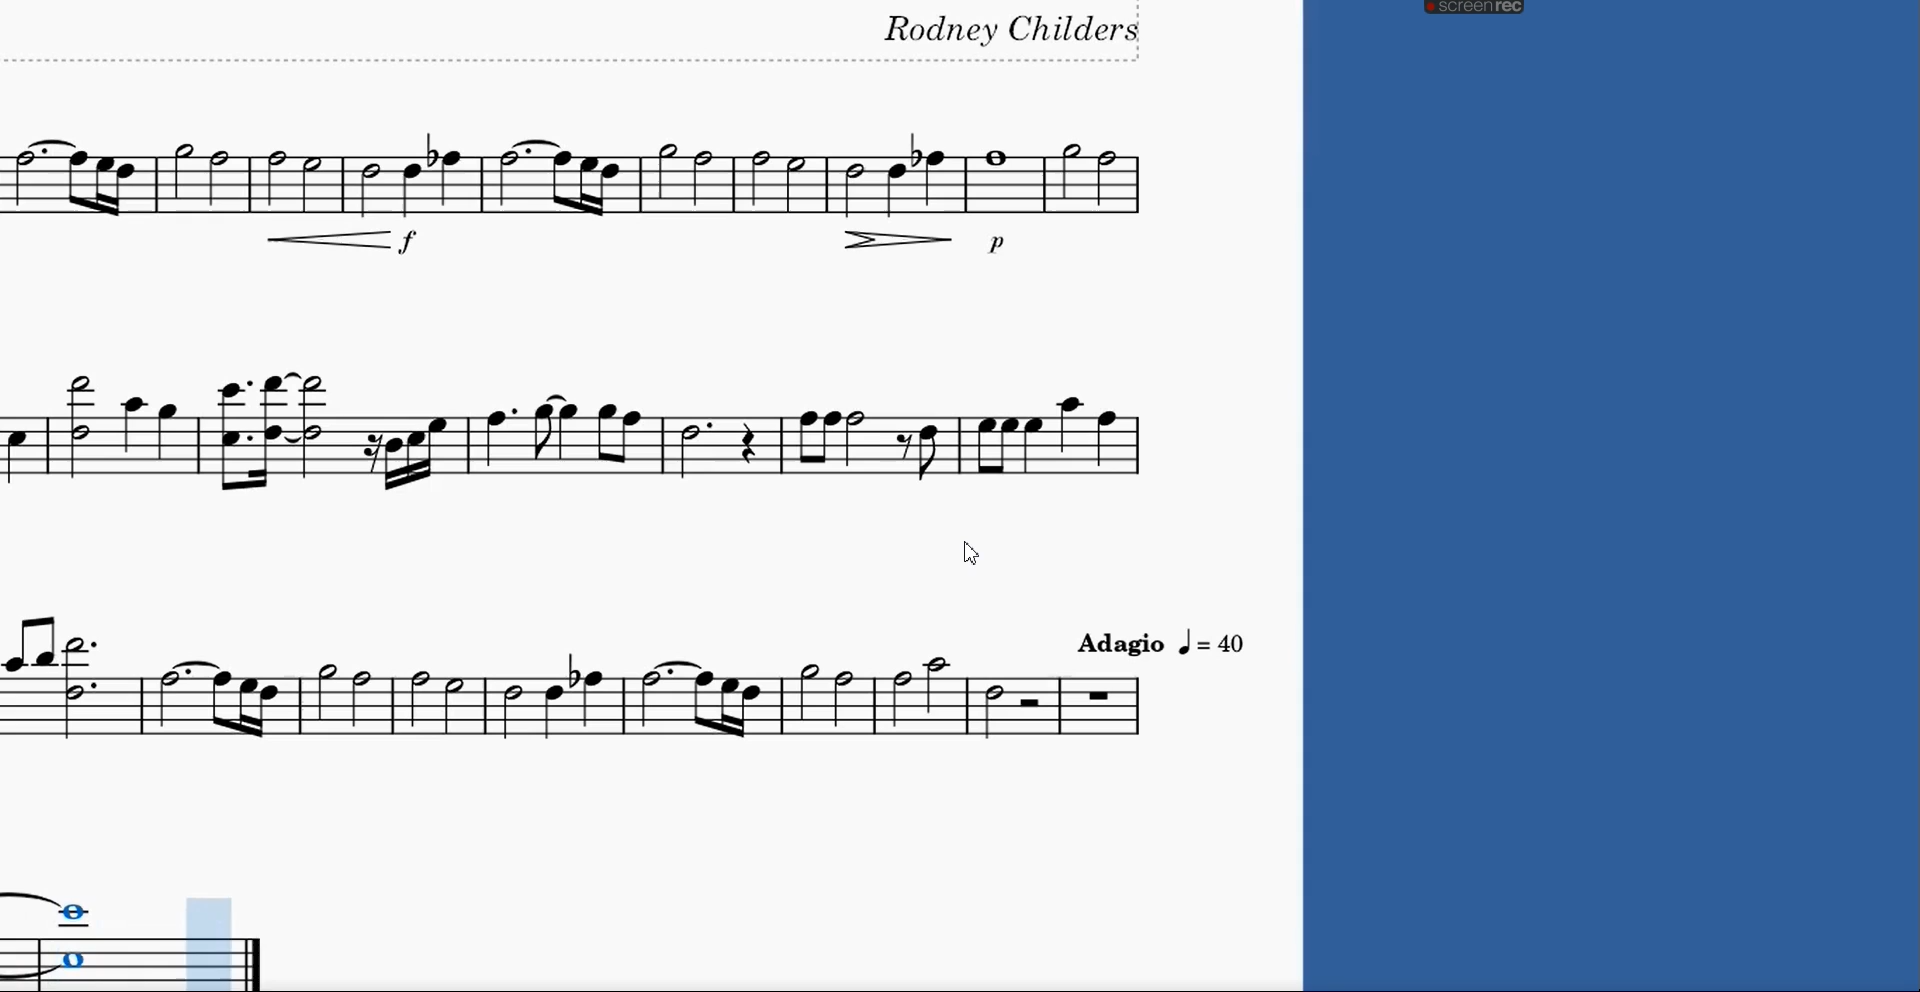 screenrec
Rodney Childers
f
p
Adagio ♩ = 40